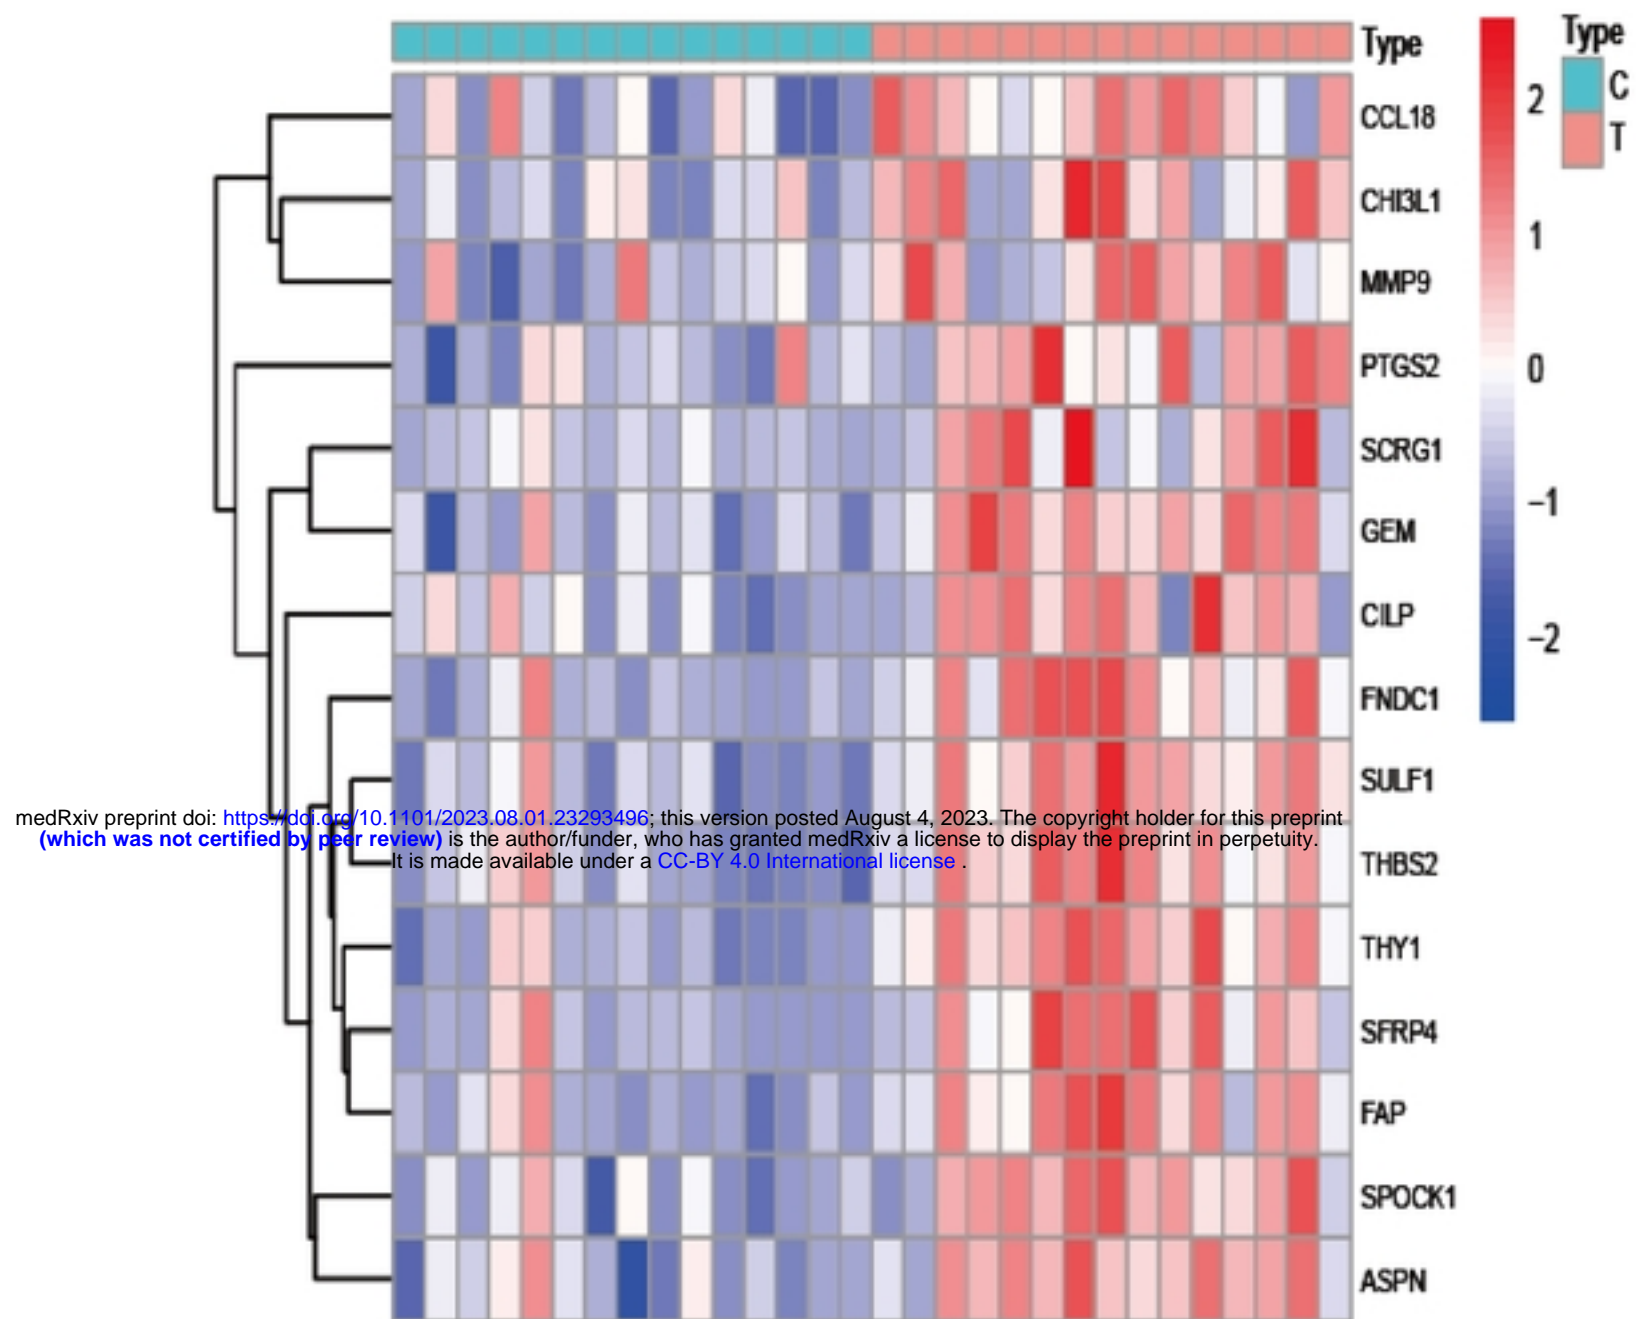 Type
Type
C
T
2
1
0
−1
−2
CCL18
CHI3L1
MMP9
PTGS2
SCRG1
GEM
CILP
FNDC1
SULF1
medRxiv preprint doi: https://doi.org/10.1101/2023.08.01.23293496; this version posted August 4, 2023. The copyright holder for this preprint
(which was not certified by peer review) is the author/funder, who has granted medRxiv a license to display the preprint in perpetuity.
It is made available under a CC-BY 4.0 International license .
THBS2
THY1
SFRP4
FAP
SPOCK1
ASPN